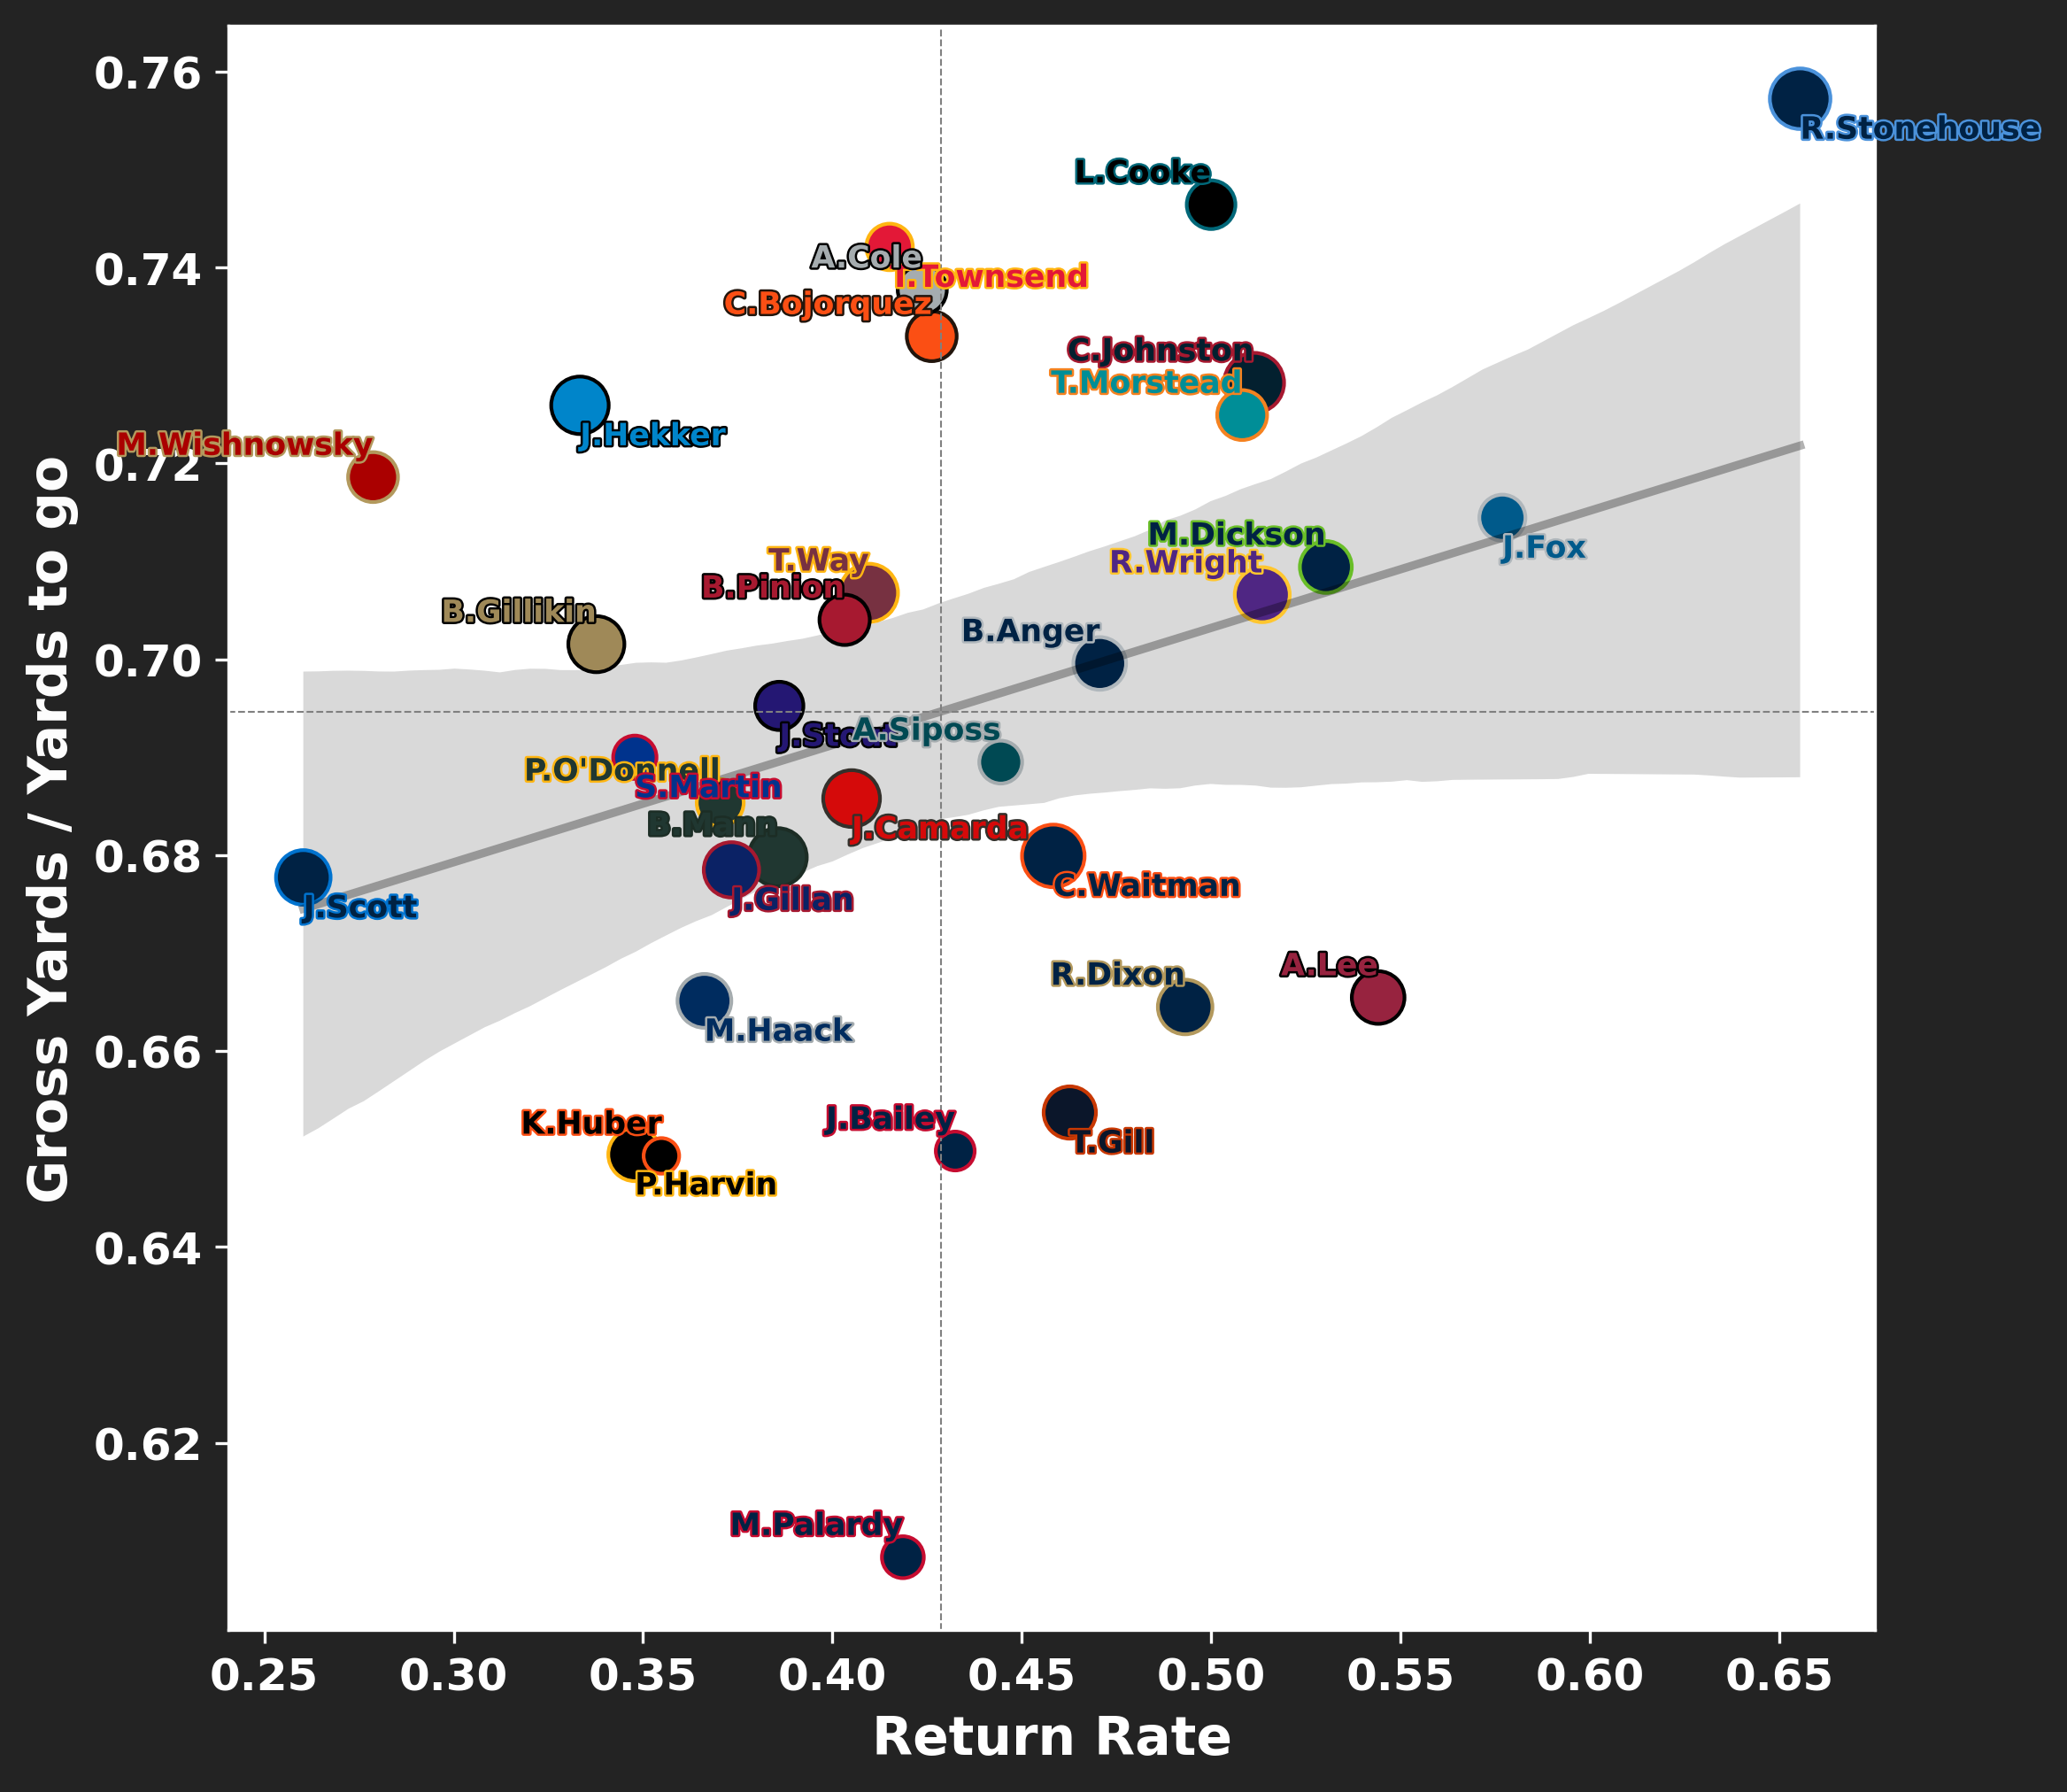 0.76
R.Stonehouse
L.Cooke
0.74
A.Cole
T.Townsend
C.Bojorquez
C.Johnston
T.Morstead
J.Hekker
M.Wishnowsky
0.72
M.Dickson
J.Fox
T.Way
R.Wright
B.Pinion
B.Gillikin
B.Anger
0.70
J.Stout
A.Siposs
P.O'Donnell
S.Martin
B.Mann
J.Camarda
0.68
C.Waitman
J.Gillan
J.Scott
A.Lee
R.Dixon
M.Haack
0.66
K.Huber
J.Bailey
T.Gill
P.Harvin
0.64
0.62
M.Palardy
Gross Yards / Yards to go
0.25 0.30 0.35 0.40 0.45 0.50 0.55 0.60 0.65
Return Rate